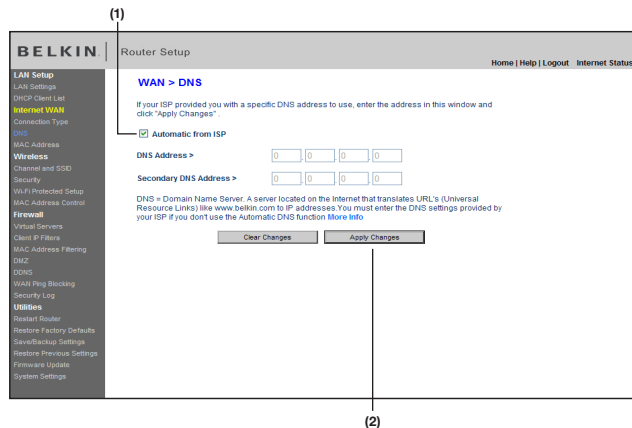 (1)
BELKIN.
Router Setup
Home | Help | Logout Internet Status
LAN Setup
LAN Settings
DHCP Client List
Internet WAN
Connection Type
DNS
MAC Address
Wireless
Channel and SSID
Security
Wi-Fi Protected Setup
MAC Address Control
Firewall
Virtual Servers
Client IP Filters
MAC Address Filtering
DMZ
DDNS
WAN Ping Blocking
Security Log
Utilities
Restart Router
Restore Factory Defaults
Save/Backup Settings
Restore Previous Settings
Firmware Update
System Settings
WAN > DNS
If your ISP provided you with a specific DNS address to use, enter the address in this window and
click "Apply Changes" .
Automatic from ISP
DNS Address > 0 . 0 . 0 . 0
Secondary DNS Address > 0 . 0 . 0 . 0
DNS = Domain Name Server. A server located on the Internet that translates URL's (Universal
Resource Links) like www.belkin.com to IP addresses.You must enter the DNS settings provided by
your ISP if you don't use the Automatic DNS function More Info
Clear Changes Apply Changes
(2)